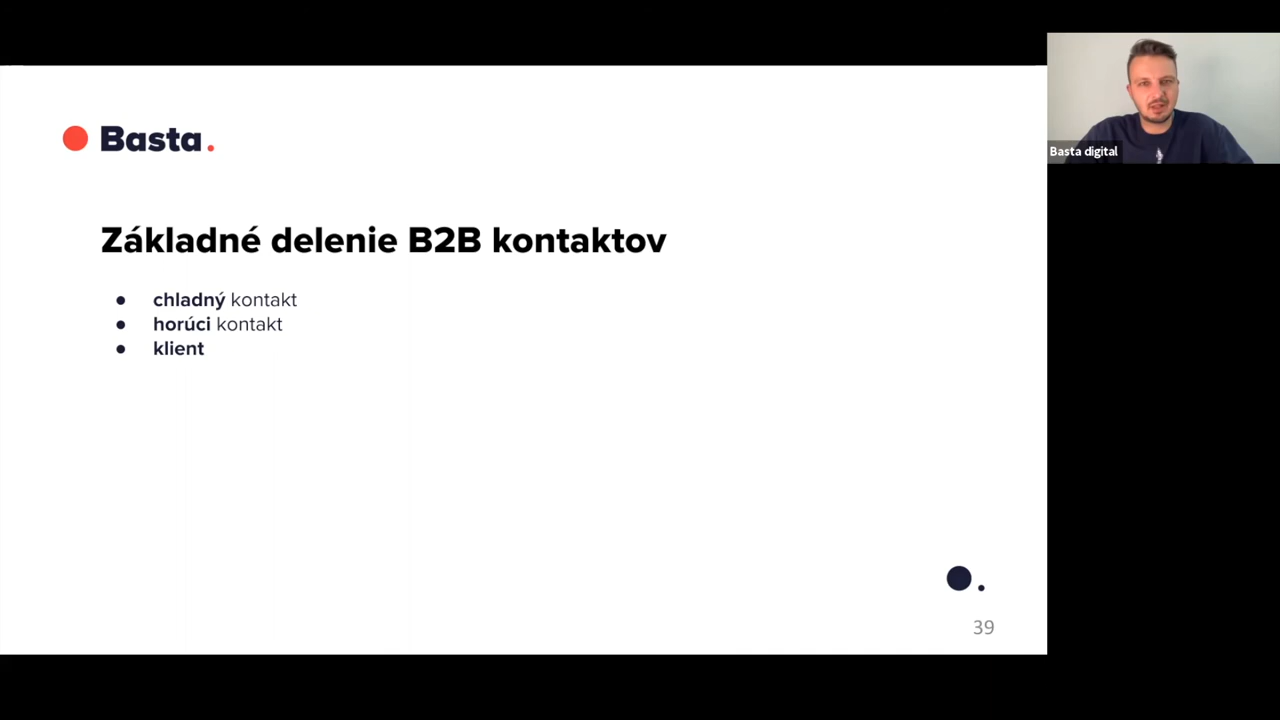 Basta.
Basta digital
Základné delenie B2B kontaktov
● chladný kontakt
● horúci kontakt
● klient
39